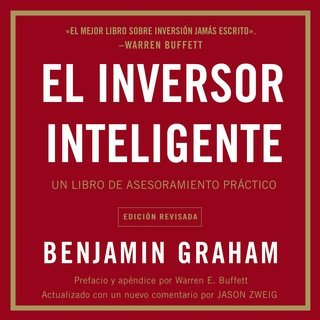 «EL MEJOR LIBRO SOBRE INVERSIÓN JAMÁS ESCRITO».
–WARREN BUFFETT
EL INVERSOR
INTELIGENTE
UN LIBRO DE ASESORAMIENTO PRÁCTICO
EDICIÓN REVISADA
BENJAMIN GRAHAM
Prefacio y apéndice por Warren E. Buffett
Actualizado con un nuevo comentario por JASON ZWEIG